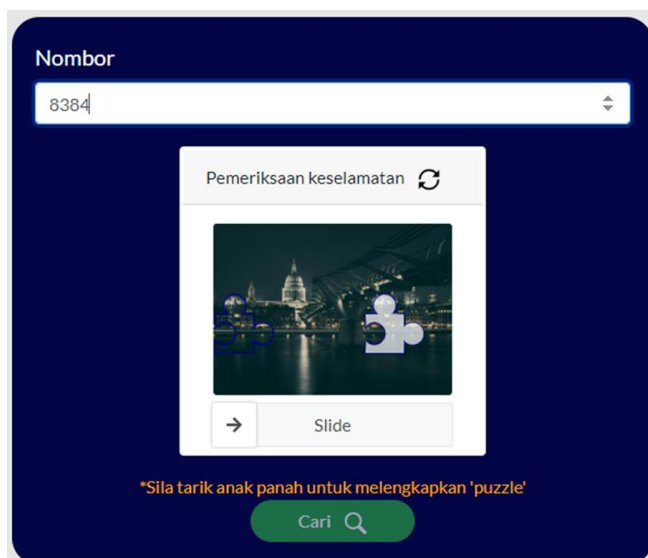 Nombor
8384
Pemeriksaan keselamatan
Slide
*Sila tarik anak panah untuk melengkapkan 'puzzle'
Cari